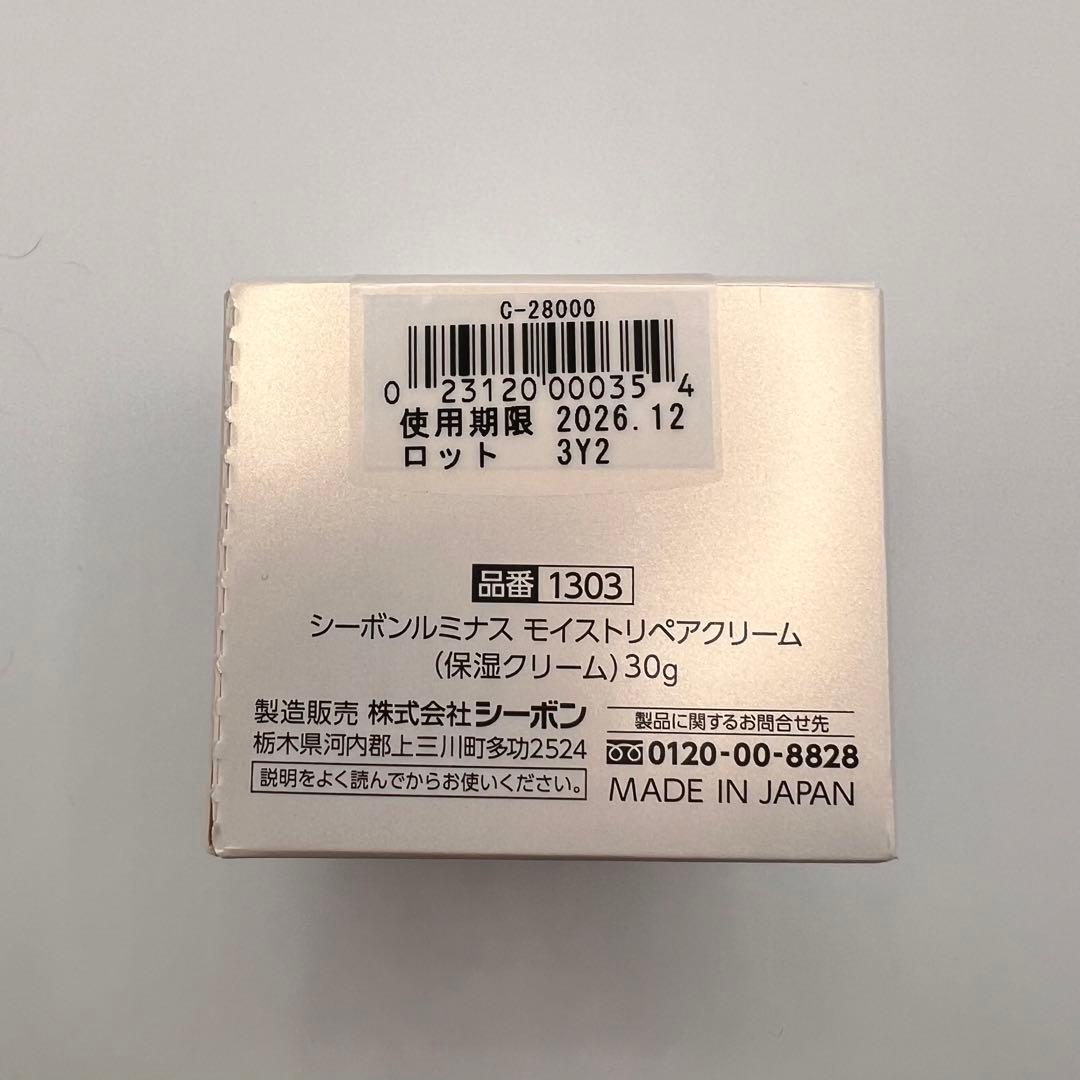 C-28000
0 23120 00035 4
使用期限 2026.12
ロット 3Y2
品番 1303
シーボンルミナス モイストリペアクリーム
(保湿クリーム)30g
製造販売 株式会社シーボン
栃木県河内郡上三川町多功2524
説明をよく読んでからお使いください。
製品に関するお問合せ先
0120-00-8828
MADE IN JAPAN